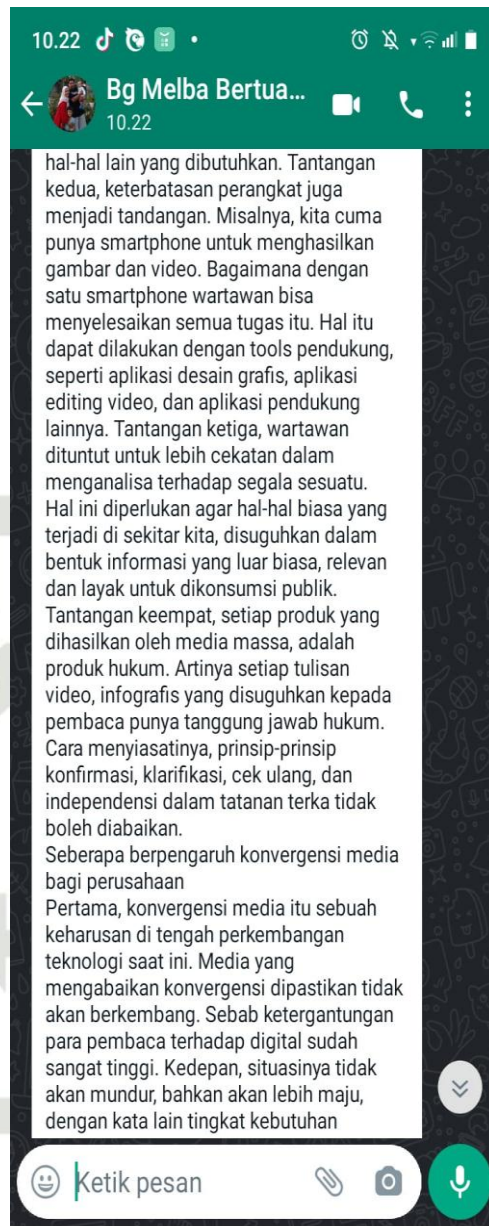 10.22
Bg Melba Bertua...
10.22
hal-hal lain yang dibutuhkan. Tantangan
kedua, keterbatasan perangkat juga
menjadi tandangan. Misalnya, kita cuma
punya smartphone untuk menghasilkan
gambar dan video. Bagaimana dengan
satu smartphone wartawan bisa
menyelesaikan semua tugas itu. Hal itu
dapat dilakukan dengan tools pendukung,
seperti aplikasi desain grafis, aplikasi
editing video, dan aplikasi pendukung
lainnya. Tantangan ketiga, wartawan
dituntut untuk lebih cekatan dalam
menganalisa terhadap segala sesuatu.
Hal ini diperlukan agar hal-hal biasa yang
terjadi di sekitar kita, disuguhkan dalam
bentuk informasi yang luar biasa, relevan
dan layak untuk dikonsumsi publik.
Tantangan keempat, setiap produk yang
dihasilkan oleh media massa, adalah
produk hukum. Artinya setiap tulisan
video, infografis yang disuguhkan kepada
pembaca punya tanggung jawab hukum.
Cara menyiasatinya, prinsip-prinsip
konfirmasi, klarifikasi, cek ulang, dan
independensi dalam tatanan terka tidak
boleh diabaikan.
Seberapa berpengaruh konvergensi media
bagi perusahaan
Pertama, konvergensi media itu sebuah
keharusan di tengah perkembangan
teknologi saat ini. Media yang
mengabaikan konvergensi dipastikan tidak
akan berkembang. Sebab ketergantungan
para pembaca terhadap digital sudah
sangat tinggi. Kedepan, situasinya tidak
akan mundur, bahkan akan lebih maju,
dengan kata lain tingkat kebutuhan
Ketik pesan